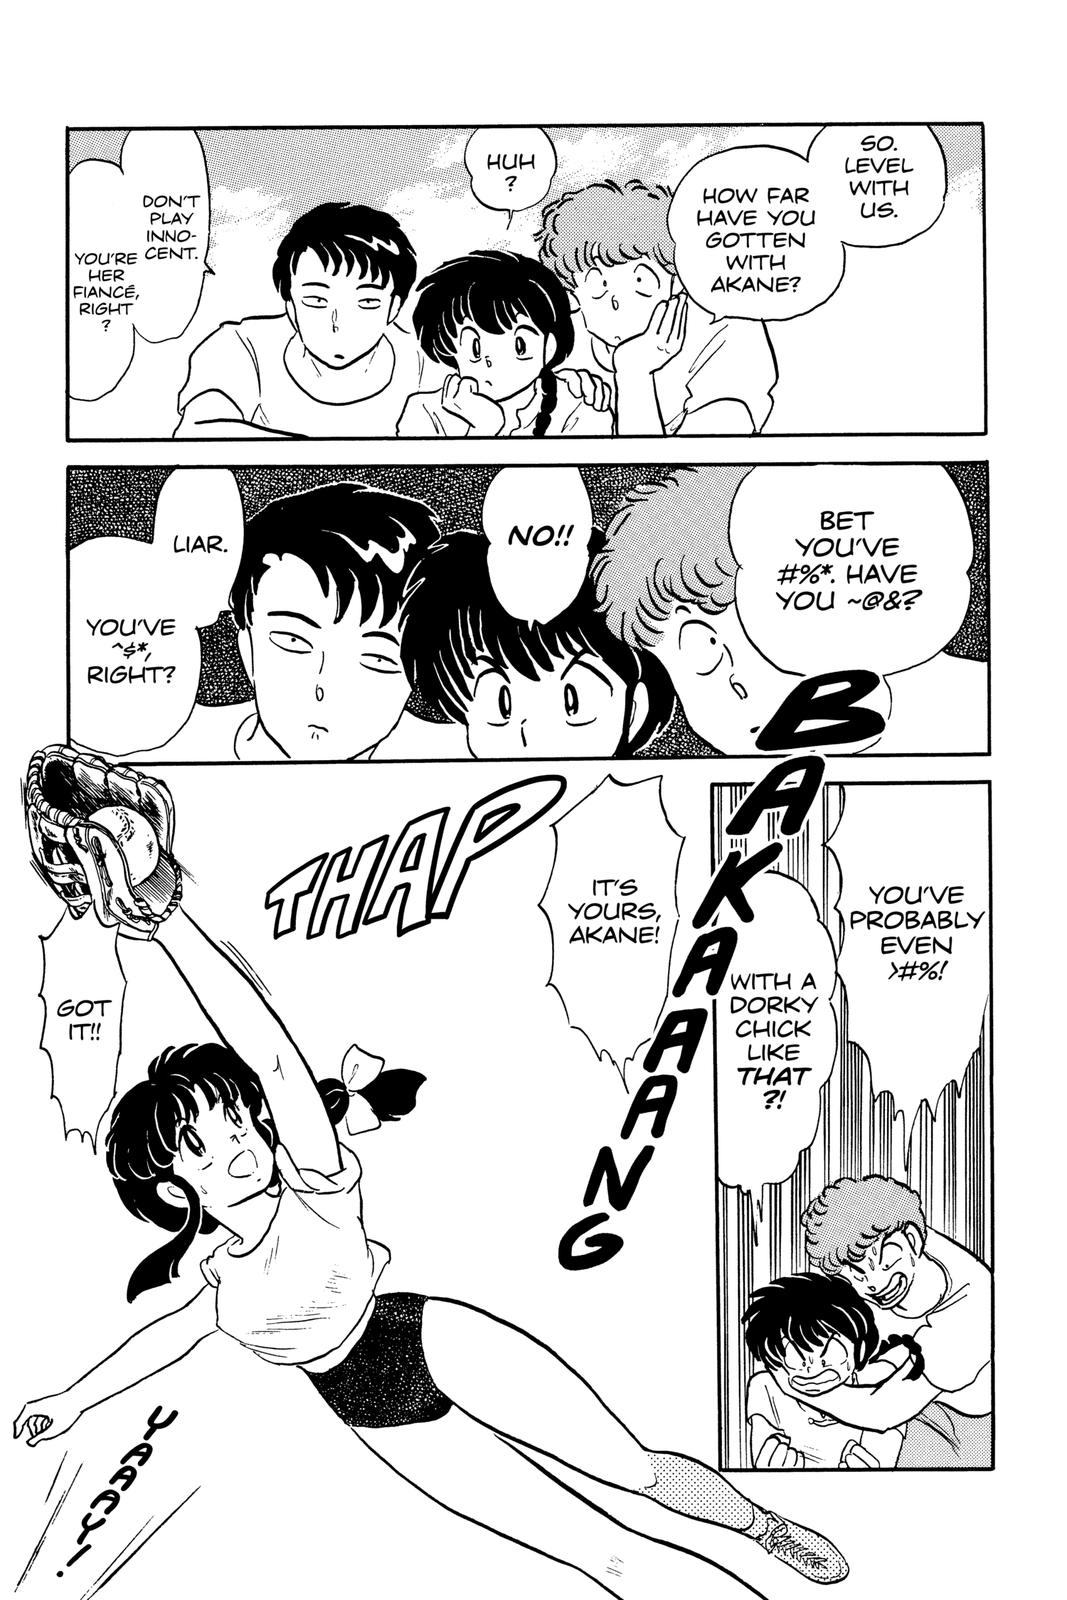 SO.
LEVEL
WITH
US.
HOW FAR
HAVE YOU
GOTTEN
WITH
AKANE?
HUH
?
DON'T
PLAY
INNO-
CENT.
YOU'RE
HER
FIANCÉ,
RIGHT
?
BET
YOU'VE
#%*. HAVE
YOU ~@&?
NO!!
LIAR.
YOU'VE
^$*,
RIGHT?
YOU'VE
PROBABLY
EVEN
>#%!
WITH A
DORKY
CHICK
LIKE
THAT
?!
BAKAAANG
IT'S
YOURS,
AKANE!
THAP
GOT
IT!!
YAAAY!